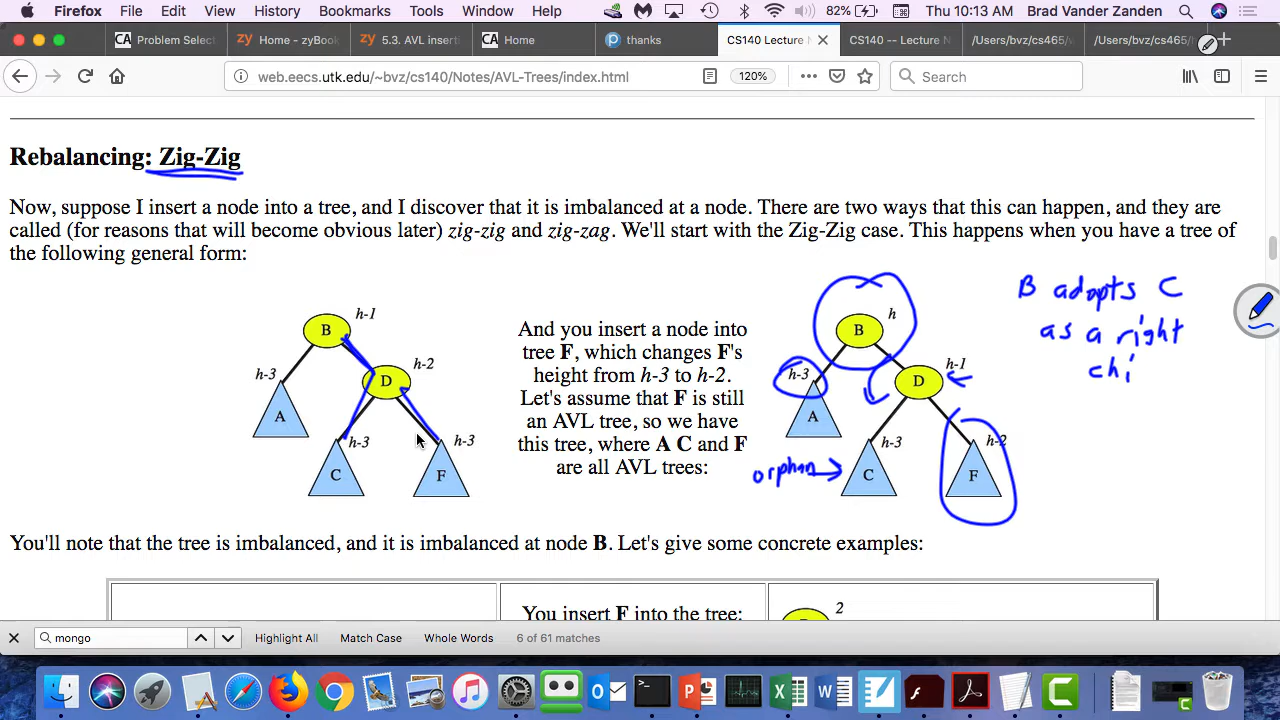 Firefox File Edit View History Bookmarks Tools Window Help 82% Thu 10:13 AM Brad Vander Zanden
CA Problem Selec zy Home - zyBook zy 5.3. AVL inserti CA Home thanks CS140 Lecture N CS140 -- Lecture N /Users/bvz/cs465/v /Users/bvz/cs465/
web.eecs.utk.edu/~bvz/cs140/Notes/AVL-Trees/index.html 120% Search
Rebalancing: Zig-Zig
Now, suppose I insert a node into a tree, and I discover that it is imbalanced at a node. There are two ways that this can happen, and they are
called (for reasons that will become obvious later) zig-zig and zig-zag. We'll start with the Zig-Zig case. This happens when you have a tree of
the following general form:
B h-1
D h-2
h-3 A
C h-3
F h-3
And you insert a node into
tree F, which changes F's
height from h-3 to h-2.
Let's assume that F is still
an AVL tree, so we have
this tree, where A C and F
are all AVL trees:
B h
D h-1
h-3 A
orphan C h-3
F h-2
B adopts C
as a right
chi
You'll note that the tree is imbalanced, and it is imbalanced at node B. Let's give some concrete examples:
You insert F into the tree:
2
mongo Highlight All Match Case Whole Words 6 of 61 matches